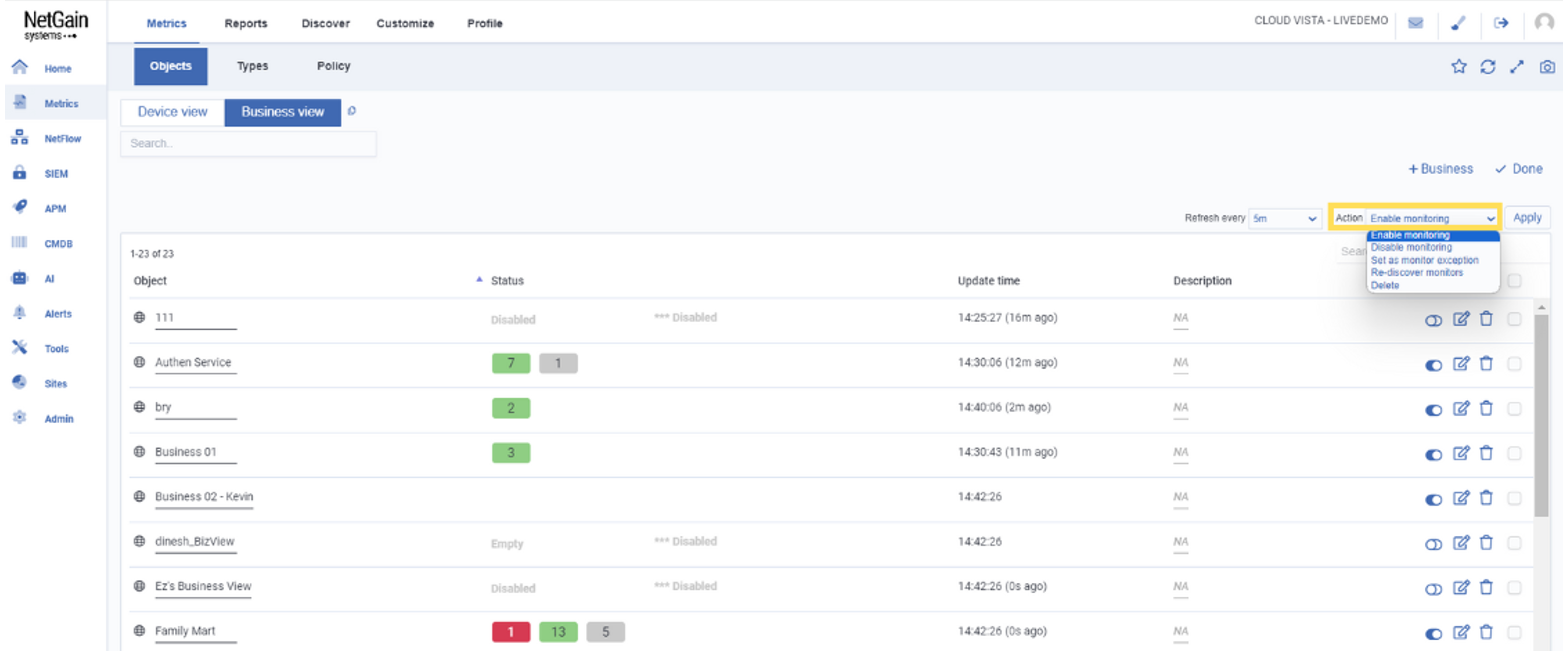 NetGain
systems
Metrics Reports Discover Customize Profile
CLOUD VISTA - LIVEDEMO
Home
Metrics
NetFlow
SIEM
APM
CMDB
AI
Alerts
Tools
Sites
Admin
Objects Types Policy
Device view Business view
Search..
+ Business Done
Refresh every 5m Action Enable monitoring Apply
Enable monitoring
Disable monitoring
Set as monitor exception
Re-discover monitors
Delete
1-23 of 23
Object Status Update time Description
111 Disabled *** Disabled 14:25:27 (16m ago) NA
Authen Service 7 1 14:30:06 (12m ago) NA
bry 2 14:40:06 (2m ago) NA
Business 01 3 14:30:43 (11m ago) NA
Business 02 - Kevin 14:42:26 NA
dinesh_BizView Empty *** Disabled 14:42:26 NA
Ez's Business View Disabled *** Disabled 14:42:26 (0s ago) NA
Family Mart 1 13 5 14:42:26 (0s ago) NA